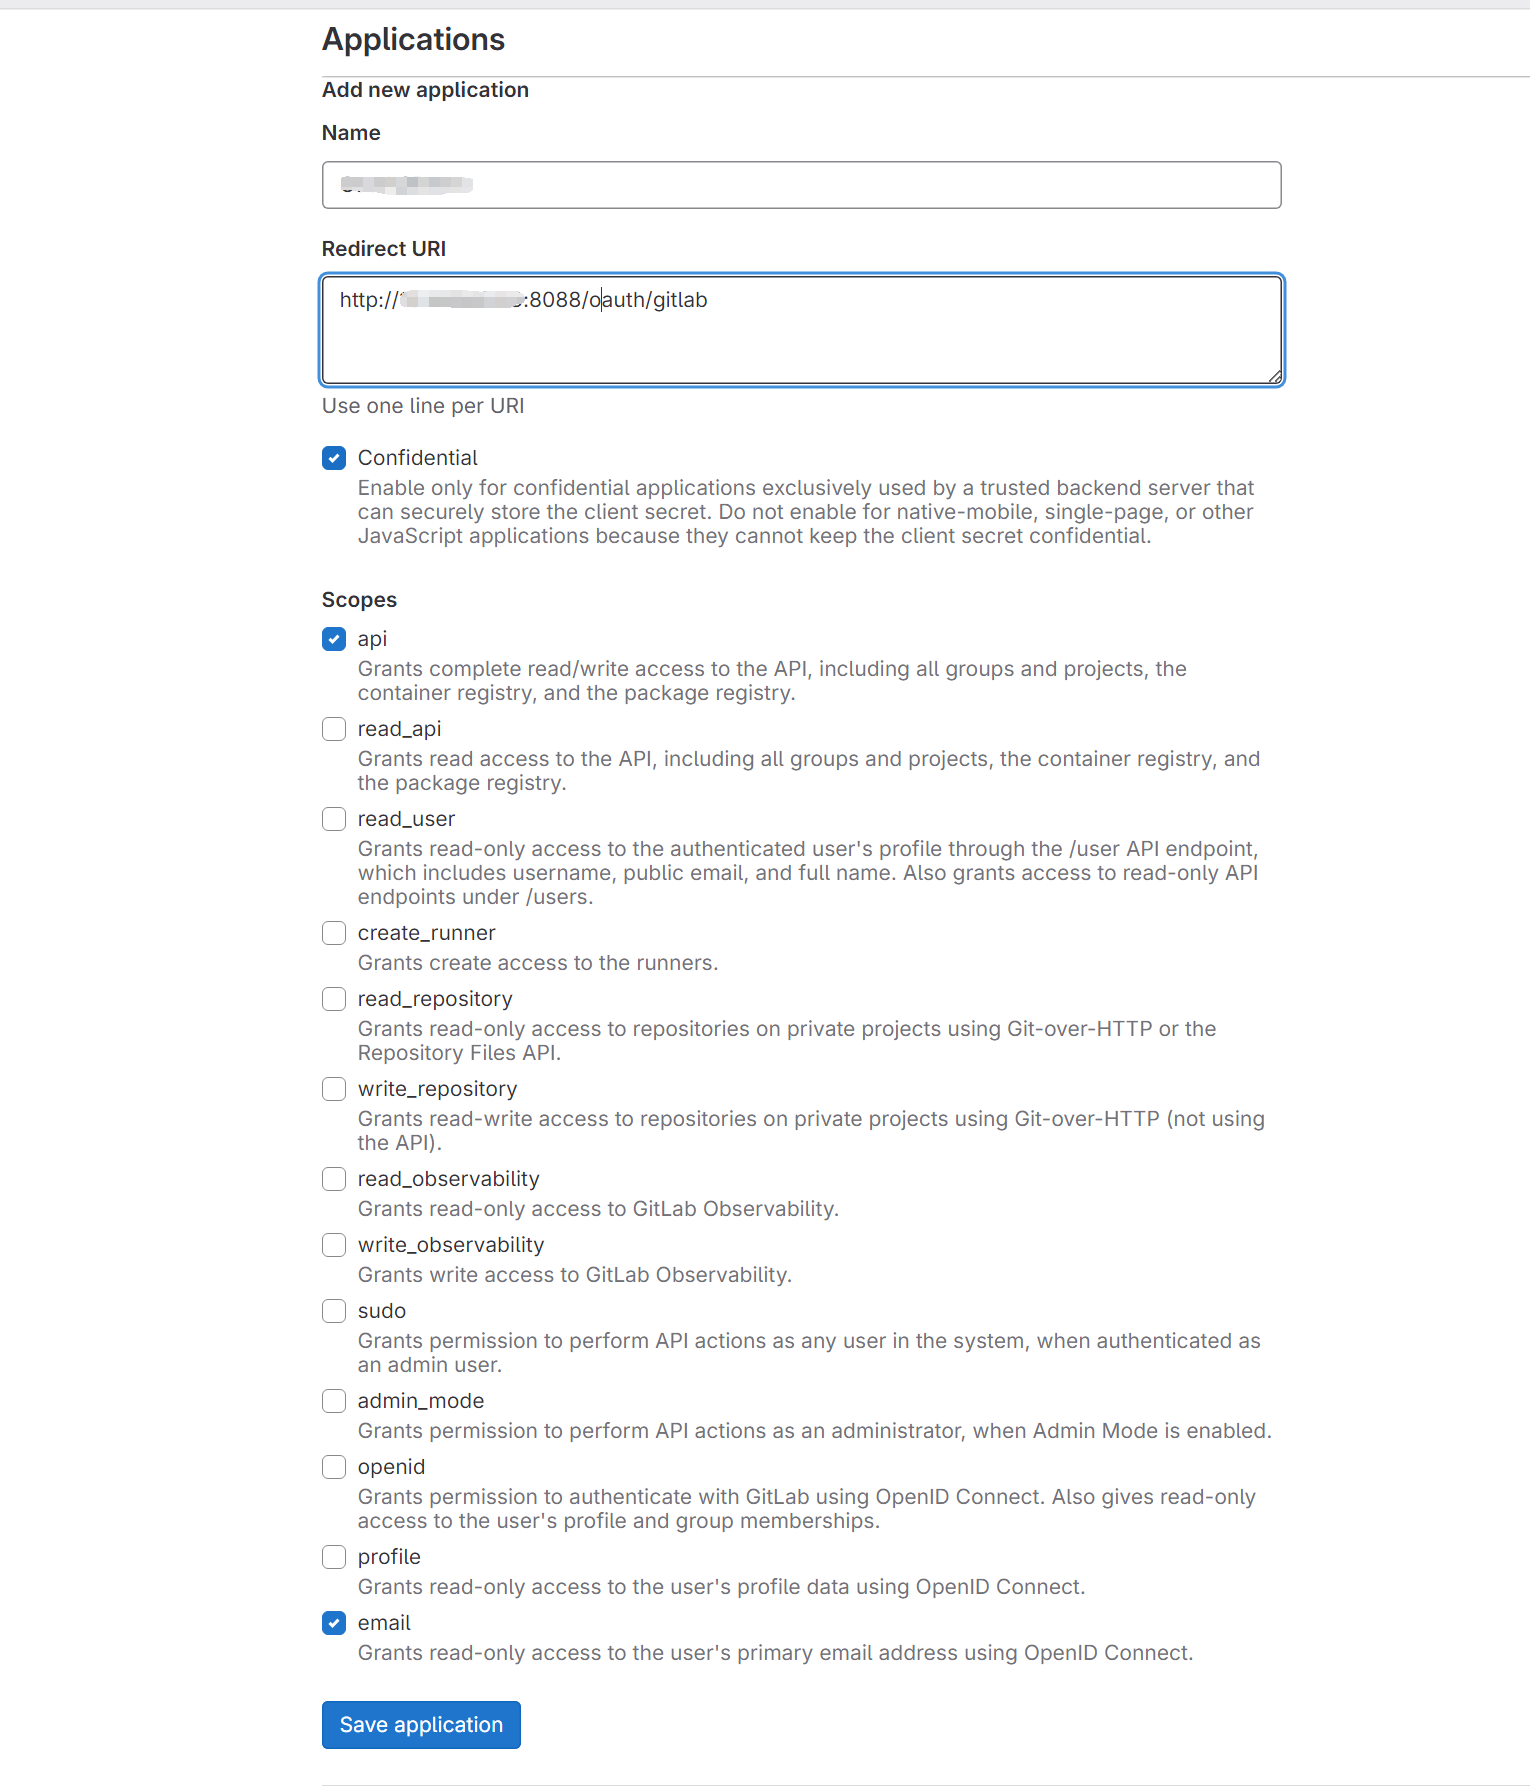 Applications
Add new application
Name
Redirect URI
http:// :8088/oauth/gitlab
Use one line per URI
Confidential
Enable only for confidential applications exclusively used by a trusted backend server that
can securely store the client secret. Do not enable for native-mobile, single-page, or other
JavaScript applications because they cannot keep the client secret confidential.
Scopes
api
Grants complete read/write access to the API, including all groups and projects, the
container registry, and the package registry.
read_api
Grants read access to the API, including all groups and projects, the container registry, and
the package registry.
read_user
Grants read-only access to the authenticated user's profile through the /user API endpoint,
which includes username, public email, and full name. Also grants access to read-only API
endpoints under /users.
create_runner
Grants create access to the runners.
read_repository
Grants read-only access to repositories on private projects using Git-over-HTTP or the
Repository Files API.
write_repository
Grants read-write access to repositories on private projects using Git-over-HTTP (not using
the API).
read_observability
Grants read-only access to GitLab Observability.
write_observability
Grants write access to GitLab Observability.
sudo
Grants permission to perform API actions as any user in the system, when authenticated as
an admin user.
admin_mode
Grants permission to perform API actions as an administrator, when Admin Mode is enabled.
openid
Grants permission to authenticate with GitLab using OpenID Connect. Also gives read-only
access to the user's profile and group memberships.
profile
Grants read-only access to the user's profile data using OpenID Connect.
email
Grants read-only access to the user's primary email address using OpenID Connect.
Save application